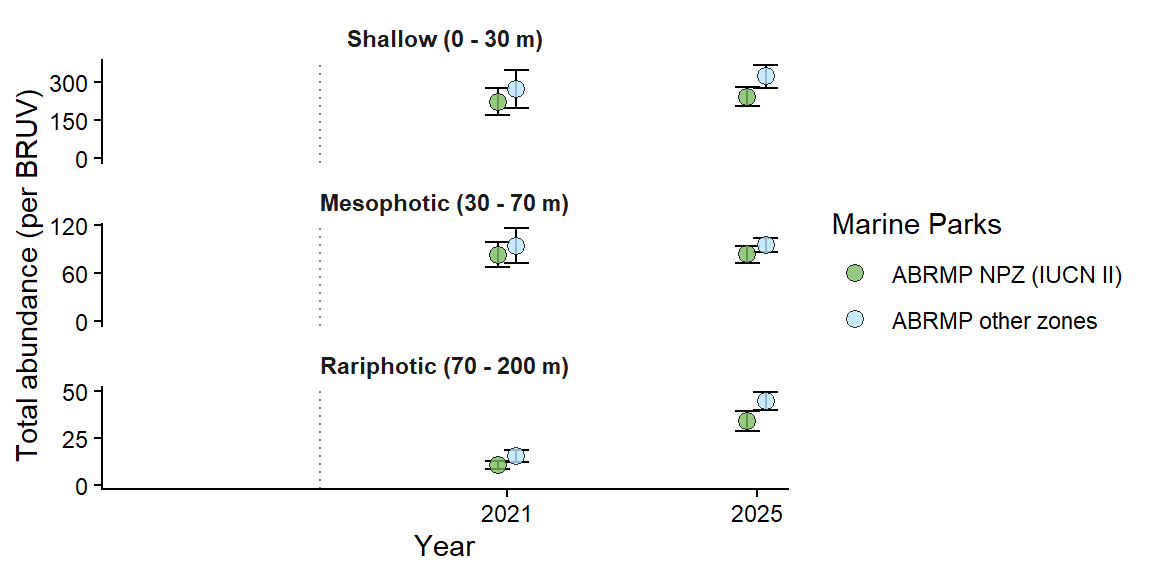 Shallow (0 - 30 m)
300
150
0
Mesophotic (30 - 70 m)
120
60
0
Rariphotic (70 - 200 m)
50
25
0
2021
2025
Year
Total abundance (per BRUV)
Marine Parks
ABRMP NPZ (IUCN II)
ABRMP other zones